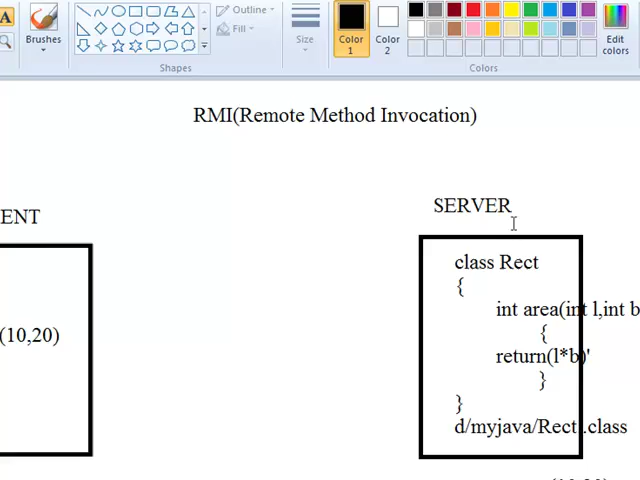 Outline
Fill
Brushes
Size
Color 1
Color 2
Edit colors
Shapes
Colors
RMI(Remote Method Invocation)
ENT
SERVER
(10,20)
class Rect
{
int area(int l,int b
{
return(l*b)'
}
}
d/myjava/Rect .class